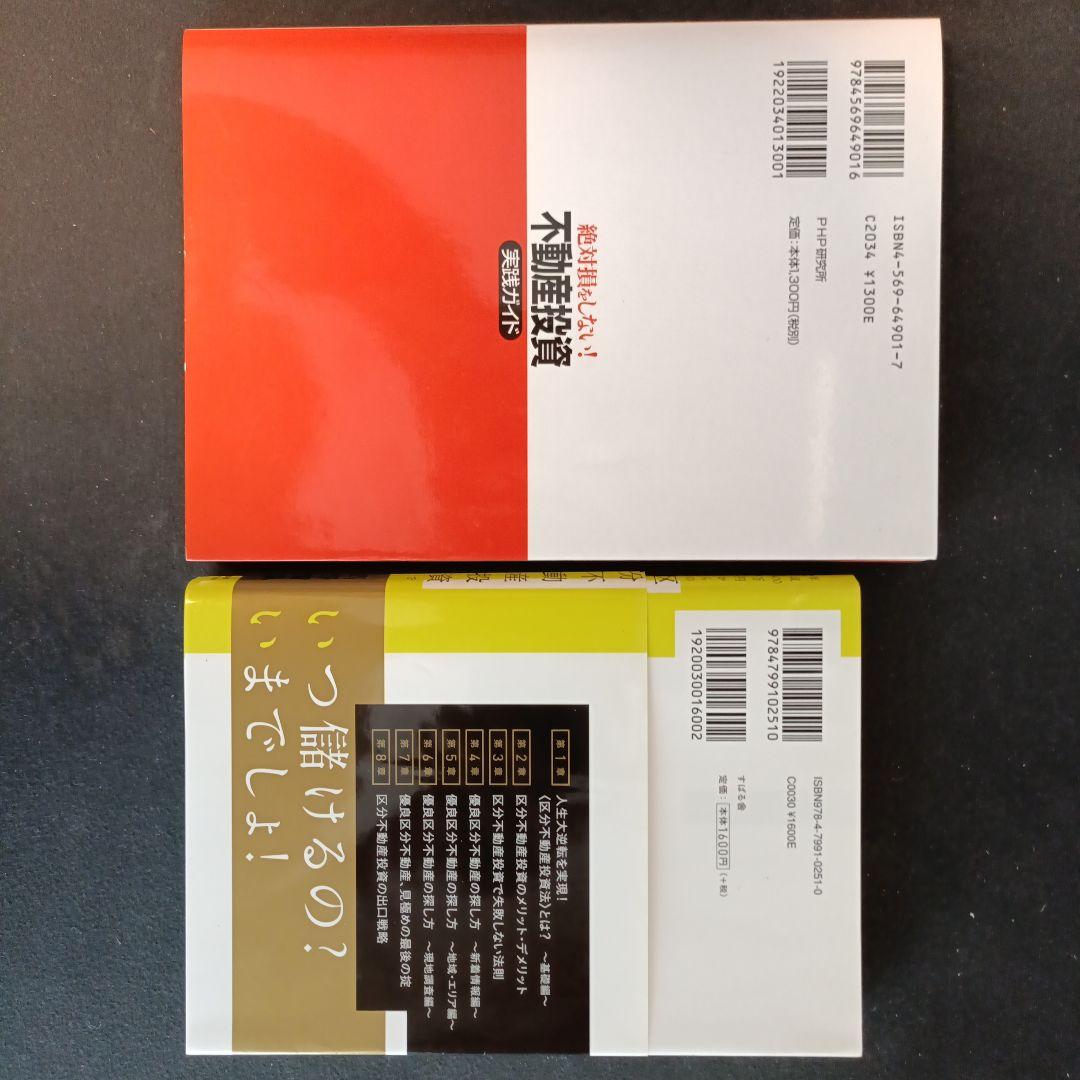 9784569649016
1922034013001
ISBN4-569-64901-7
C2034 ¥1300E
PHP研究所
定価:本体1,300円(税別)
絶対損をしない!
不動産投資
実践ガイド
9784799102510
1920030016002
ISBN978-4-7991-0251-0
C0030 ¥1600E
すばる舎
定価:本体1600円(+税)
区分不動産投資
第1章 人生大逆転を実現!
〈区分不動産投資法〉とは? 〜基礎編〜
第2章 区分不動産投資のメリット・デメリット
第3章 区分不動産投資で失敗しない法則
第4章 優良区分不動産の探し方 〜新着情報編〜
第5章 優良区分不動産の探し方 〜地域・エリア編〜
第6章 優良区分不動産の探し方 〜現地調査編〜
第7章 優良区分不動産、見極めの最後の掟
第8章 区分不動産投資の出口戦略
いつ儲けるの?
いまでしょ!